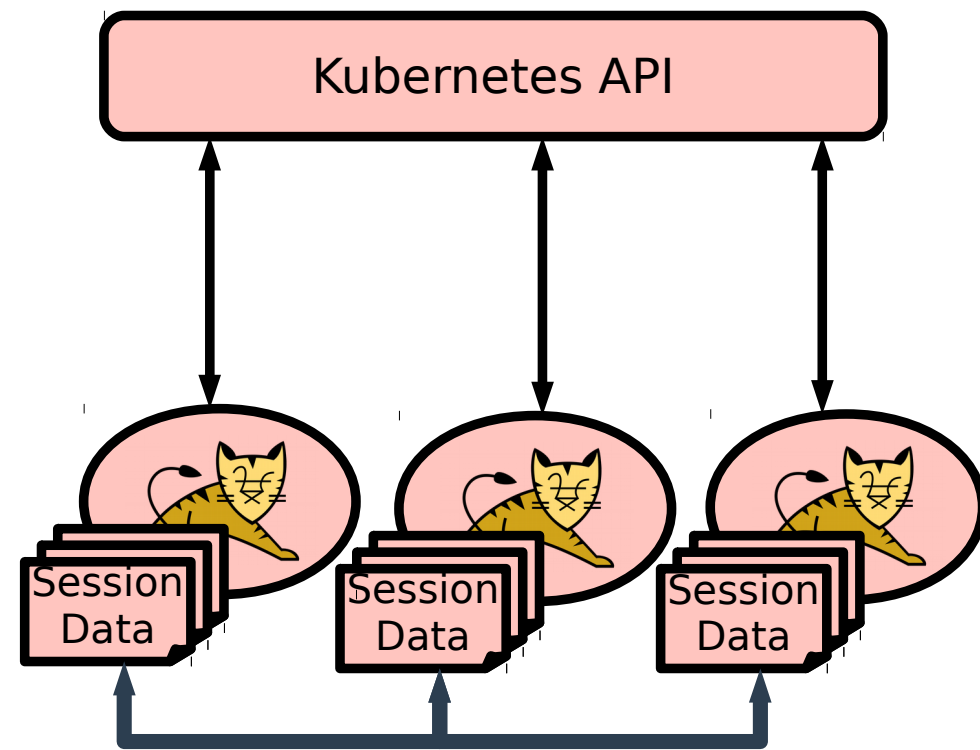 Kubernetes API
Session
Data
Session
Data
Session
Data